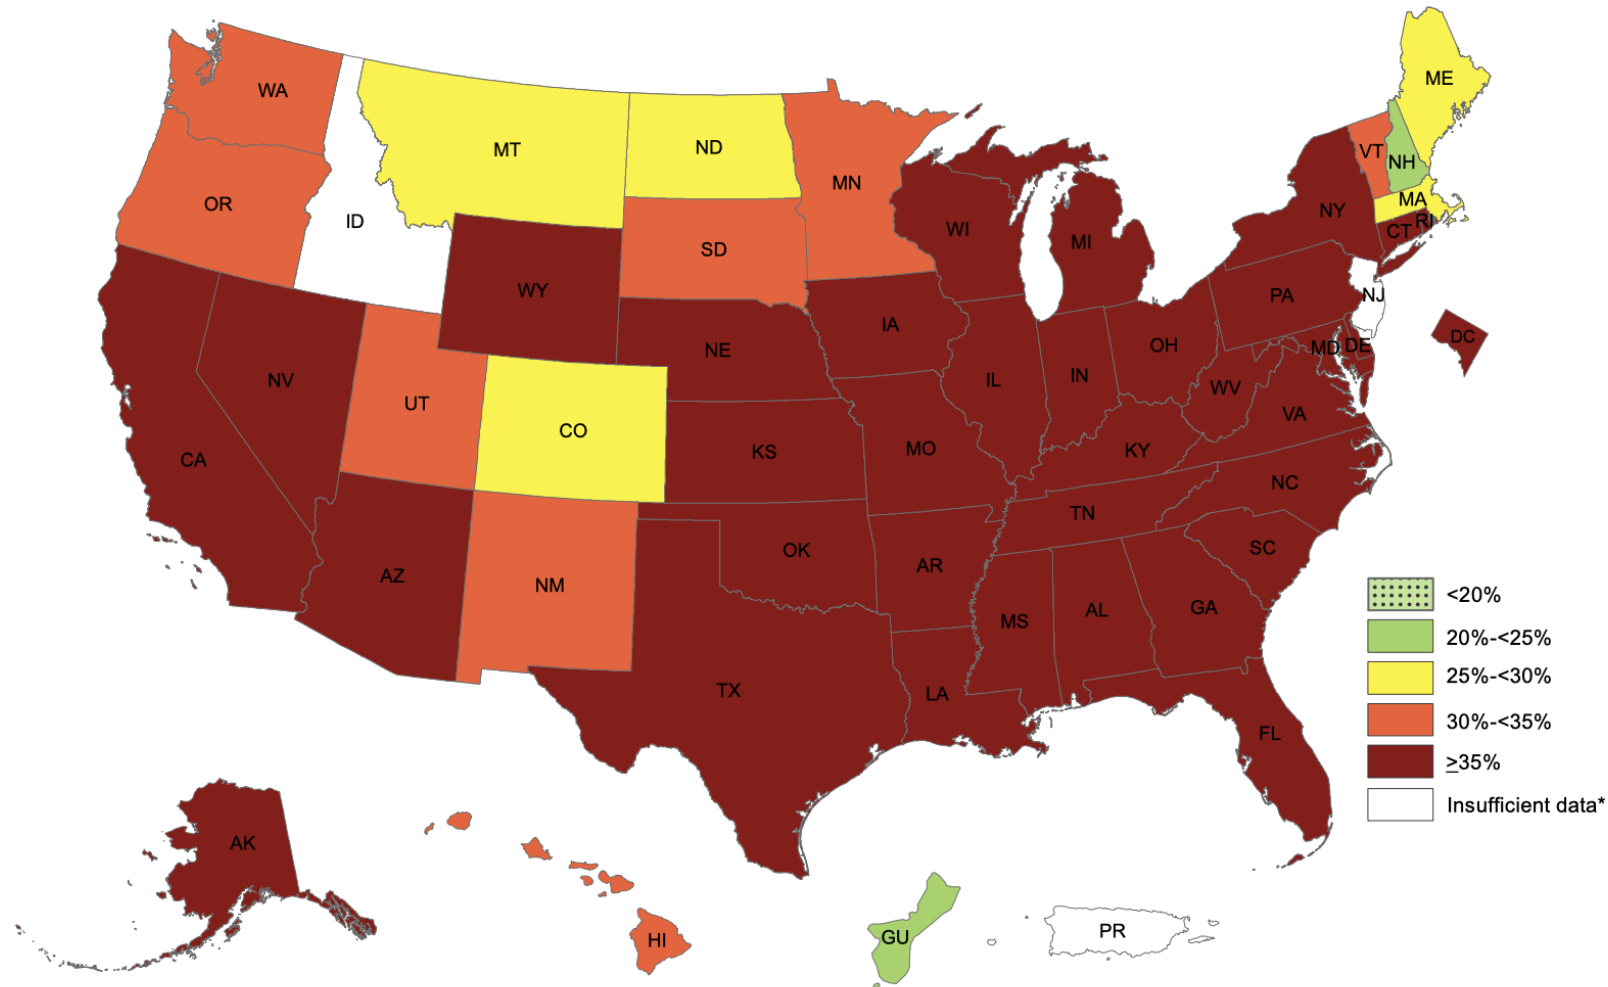 ME
WA
VT
NH
MT
ND
MN
MA
RI
OR
ID
SD
WI
MI
NY
CT
WY
IA
PA
NJ
NE
OH
MD
DE
DC
NV
UT
CO
IL
IN
WV
VA
CA
KS
MO
KY
NC
TN
AZ
NM
OK
AR
SC
MS
AL
GA
TX
LA
FL
<20%
20%-<25%
25%-<30%
30%-<35%
≥35%
Insufficient data*
AK
HI
GU
PR